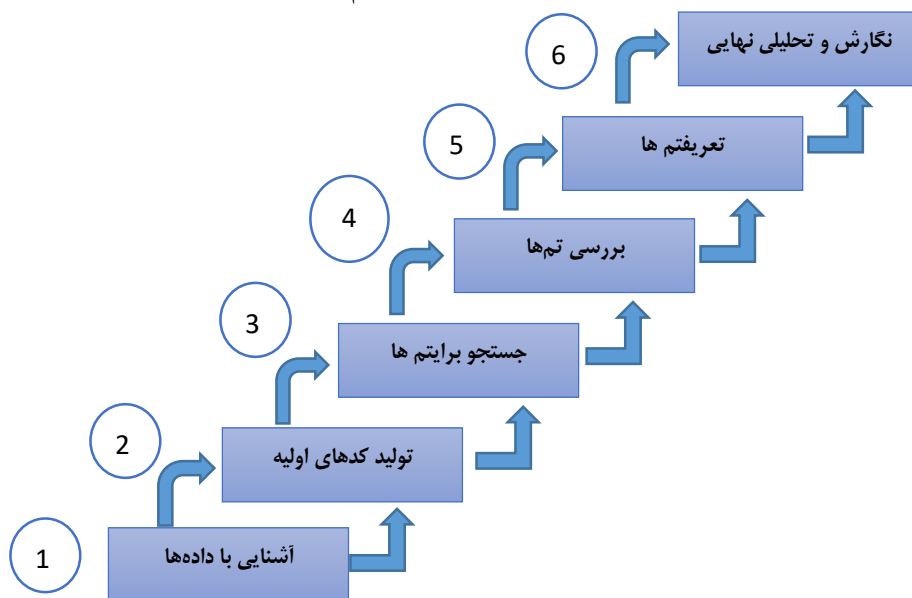 6
نگارش و تحلیلی نهایی
5
تعریفتم ها
4
بررسی تم‌ها
3
جستجو برایتم ها
2
تولید کدهای اولیه
1
آشنایی با داده‌ها